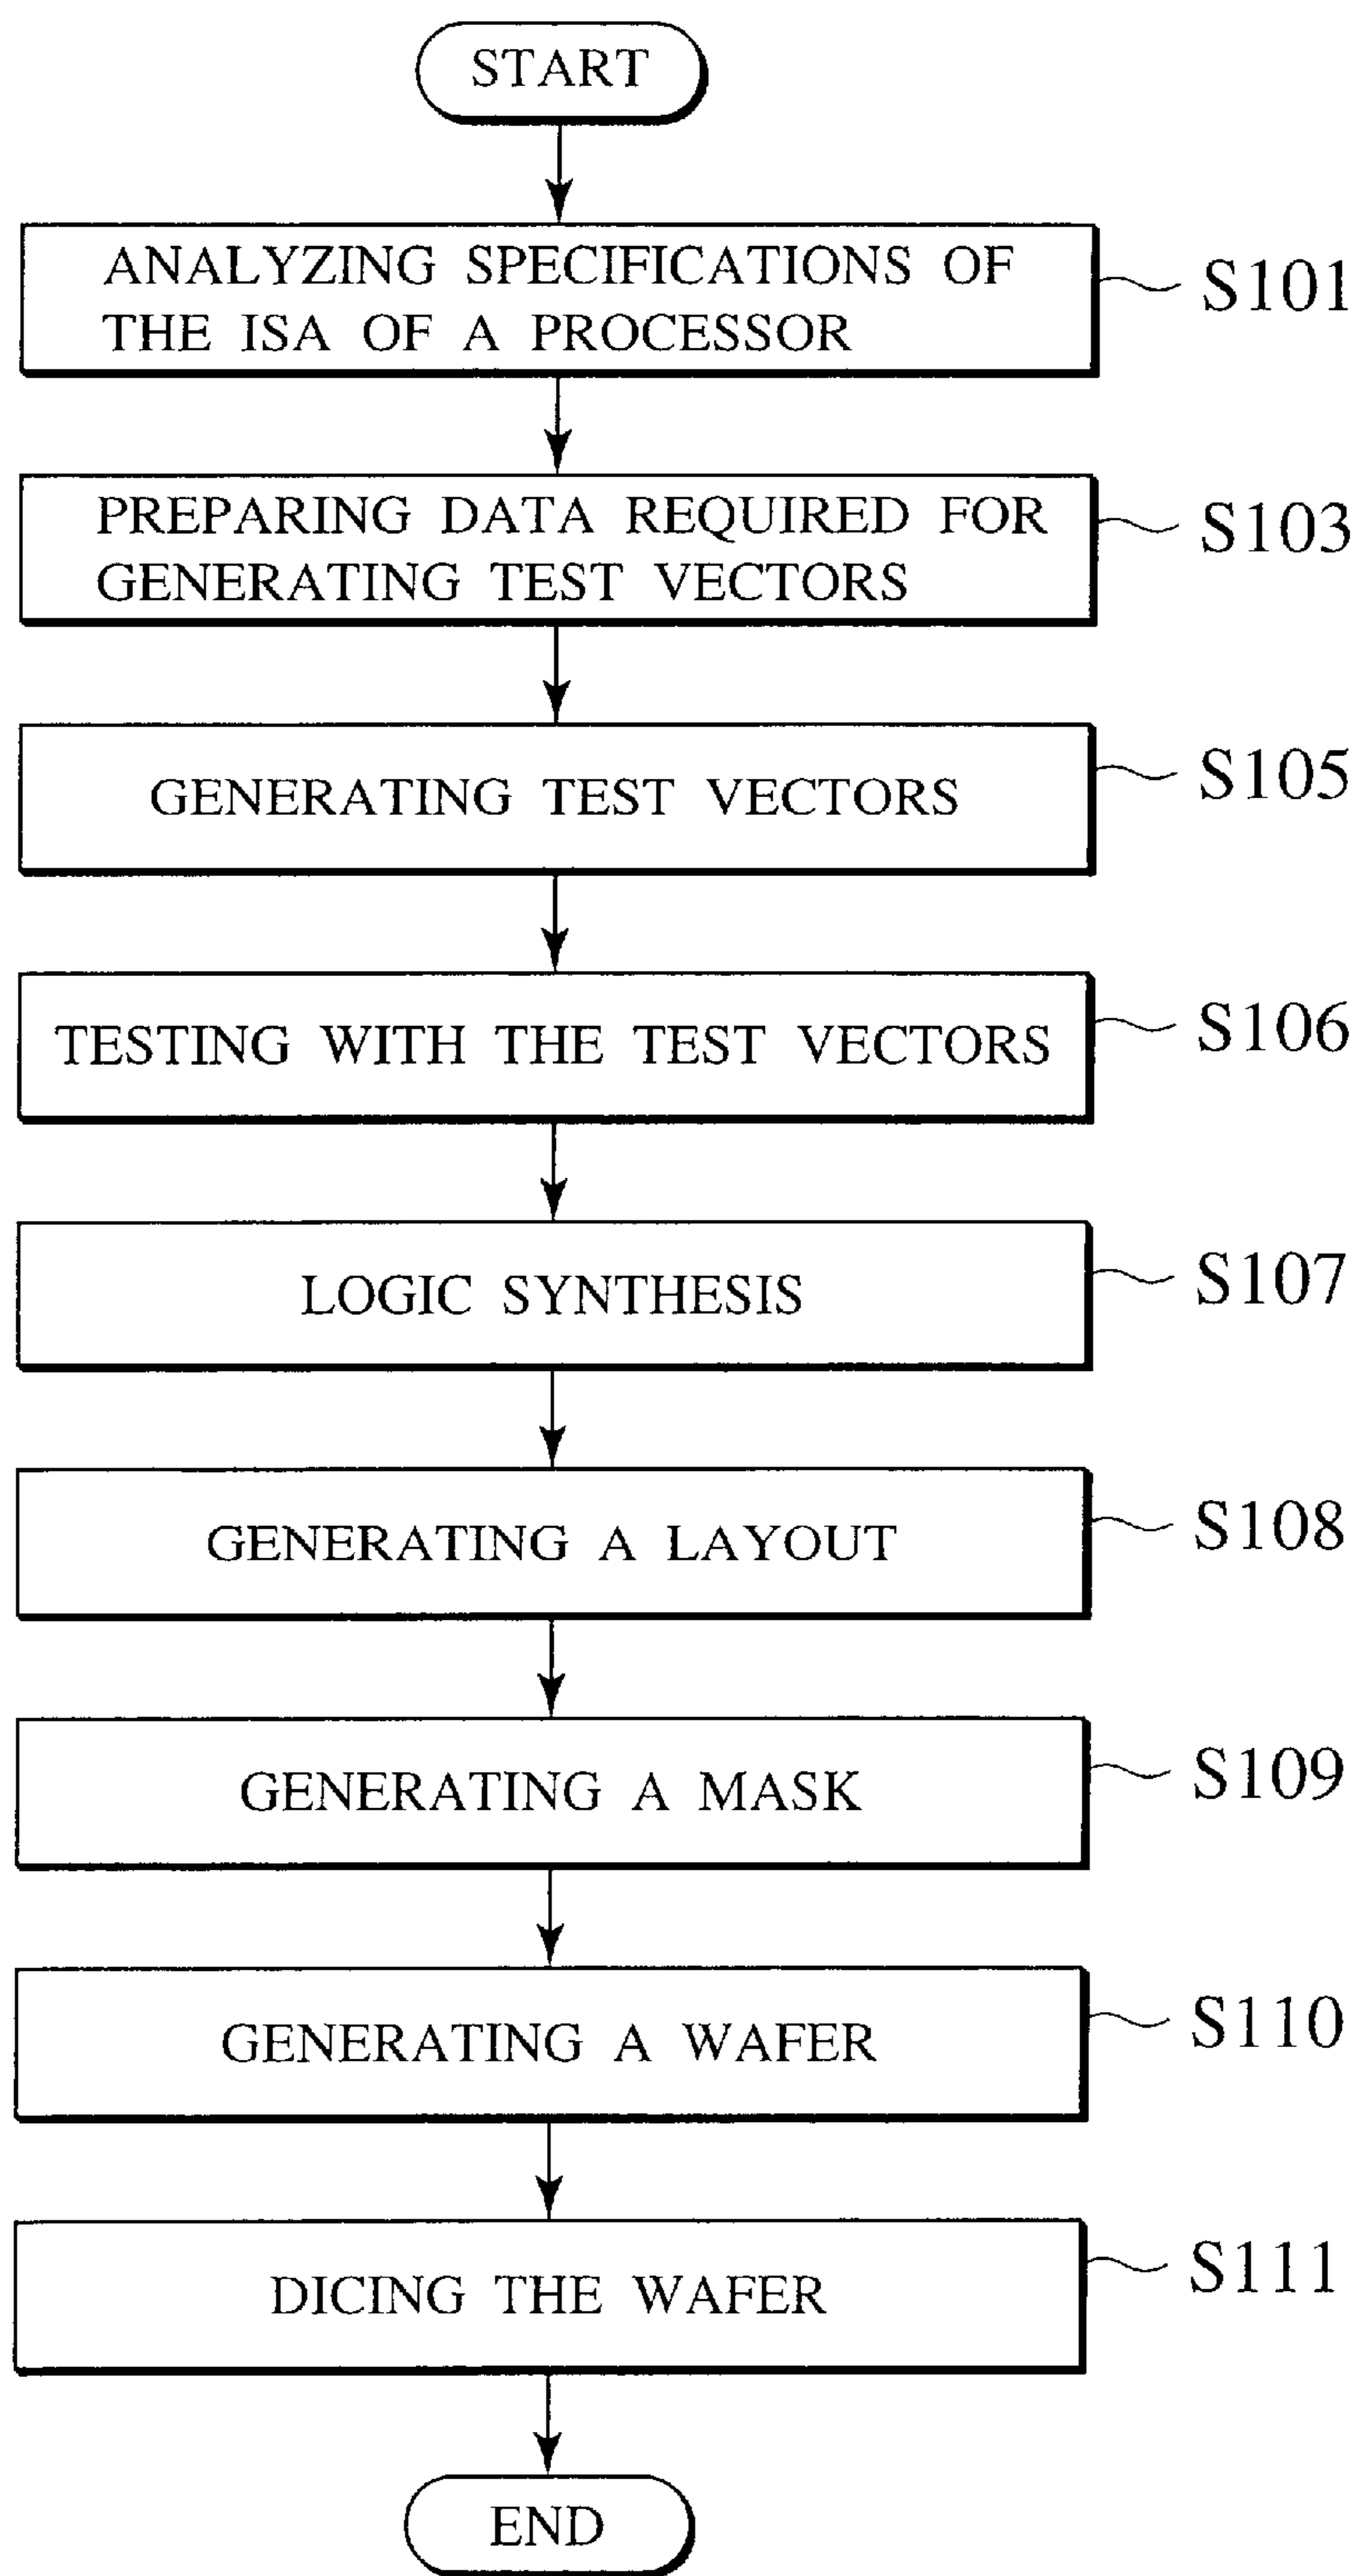 START
ANALYZING SPECIFICATIONS OF
THE ISA OF A PROCESSOR
S101
PREPARING DATA REQUIRED FOR
GENERATING TEST VECTORS
S103
GENERATING TEST VECTORS
S105
TESTING WITH THE TEST VECTORS
S106
LOGIC SYNTHESIS
S107
GENERATING A LAYOUT
S108
GENERATING A MASK
S109
GENERATING A WAFER
S110
DICING THE WAFER
S111
END